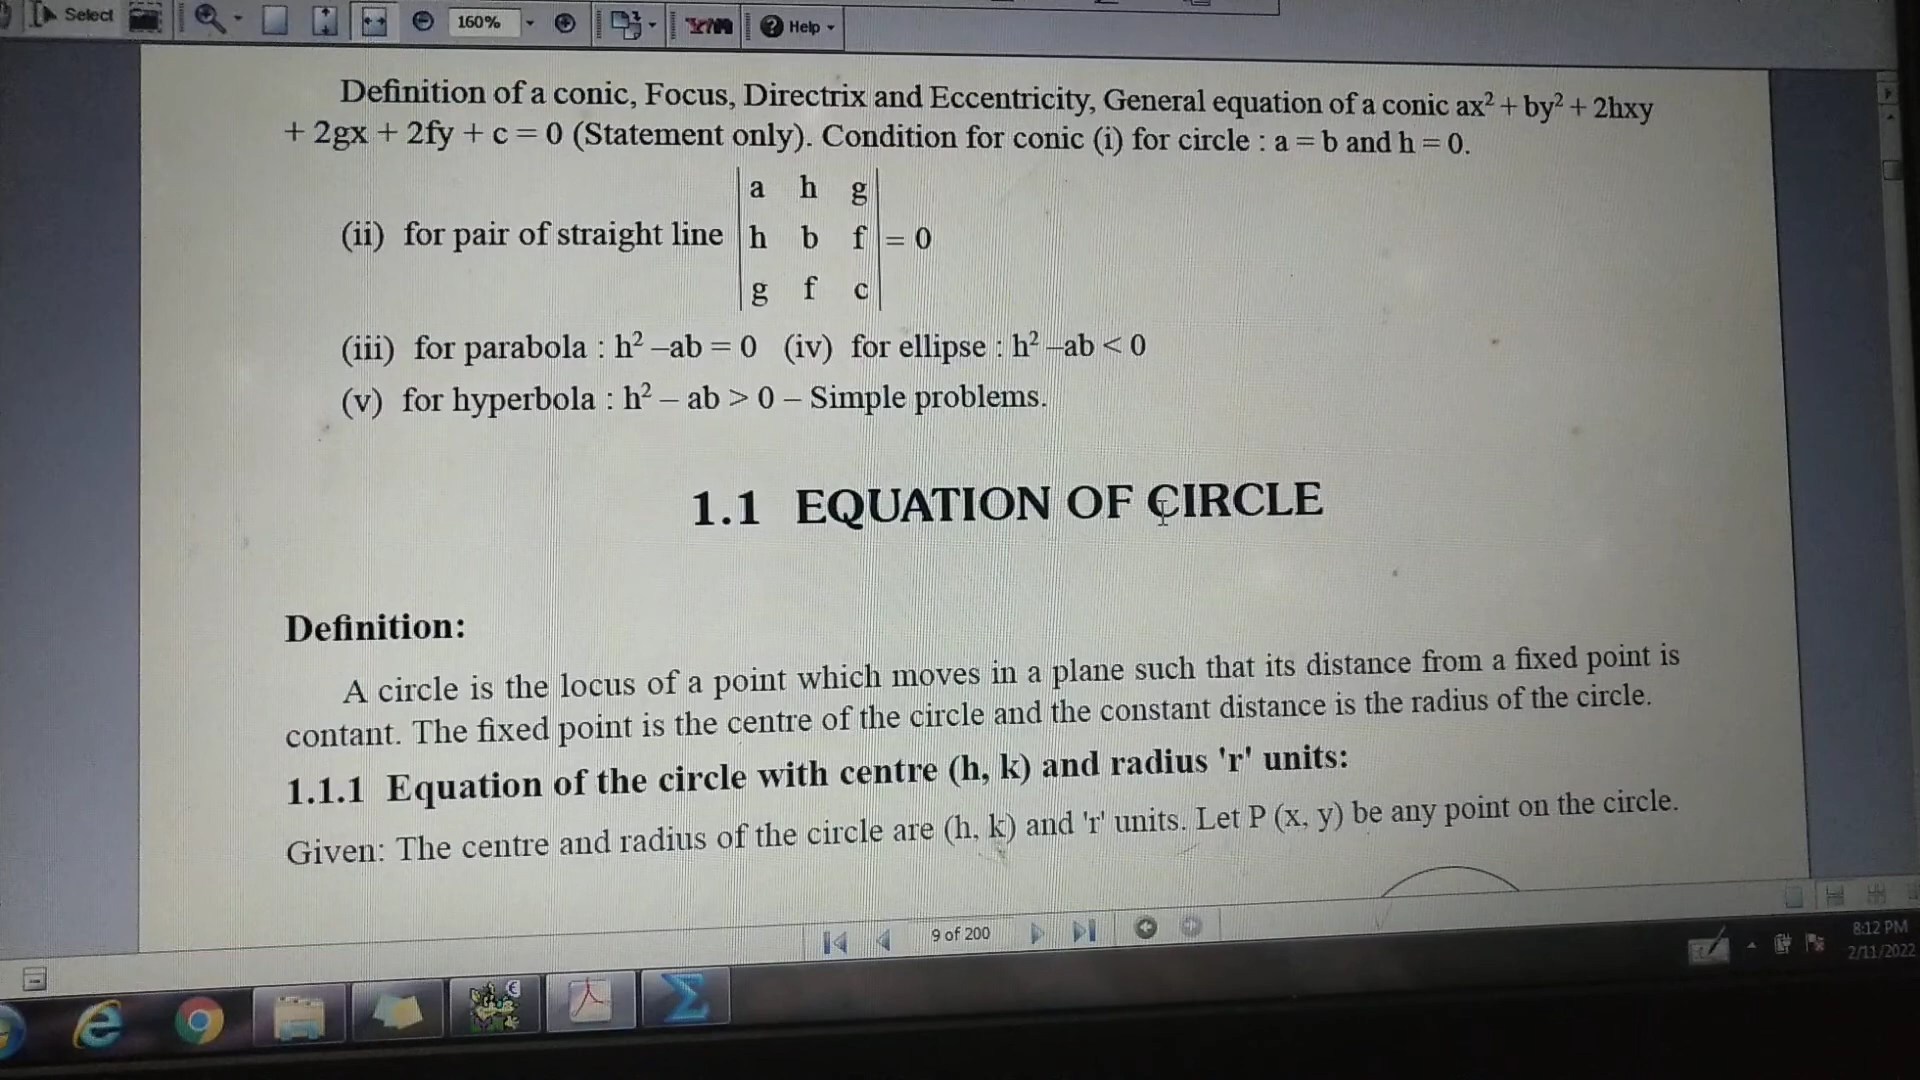 Select
160%
Help
Definition of a conic, Focus, Directrix and Eccentricity, General equation of a conic ax² + by² + 2hxy
+ 2gx + 2fy + c = 0 (Statement only). Condition for conic (i) for circle : a = b and h = 0.
a h g
(ii) for pair of straight line h b f = 0
g f c
(iii) for parabola : h² –ab = 0 (iv) for ellipse : h² –ab < 0
(v) for hyperbola : h² – ab > 0 – Simple problems.
1.1 EQUATION OF CIRCLE
Definition:
A circle is the locus of a point which moves in a plane such that its distance from a fixed point is
contant. The fixed point is the centre of the circle and the constant distance is the radius of the circle.
1.1.1 Equation of the circle with centre (h, k) and radius 'r' units:
Given: The centre and radius of the circle are (h, k) and 'r' units. Let P (x, y) be any point on the circle.
9 of 200
8:12 PM
2/11/2022